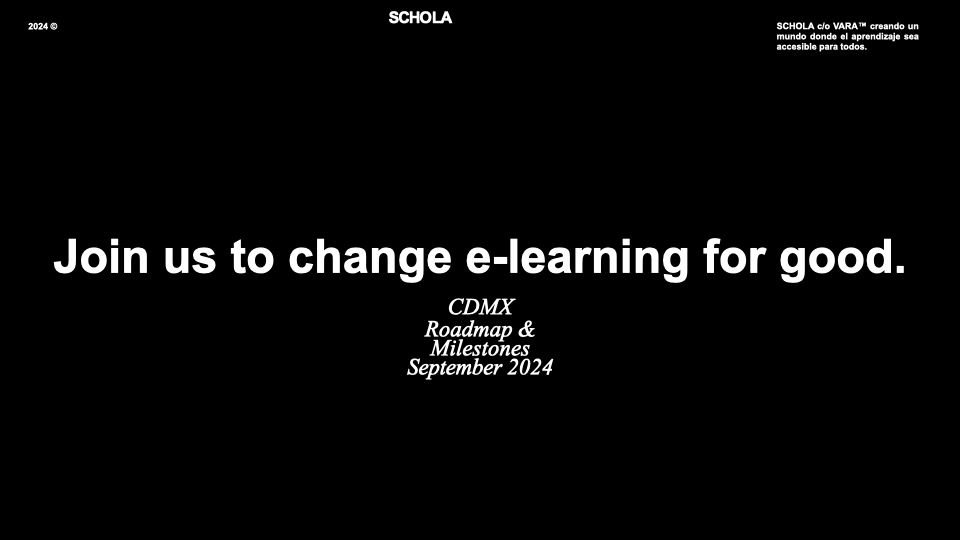 2024 ©
SCHOLA
SCHOLA c/o VARA™ creando un
mundo donde el aprendizaje sea
accesible para todos.
Join us to change e-learning for good.
CDMX
Roadmap &
Milestones
September 2024